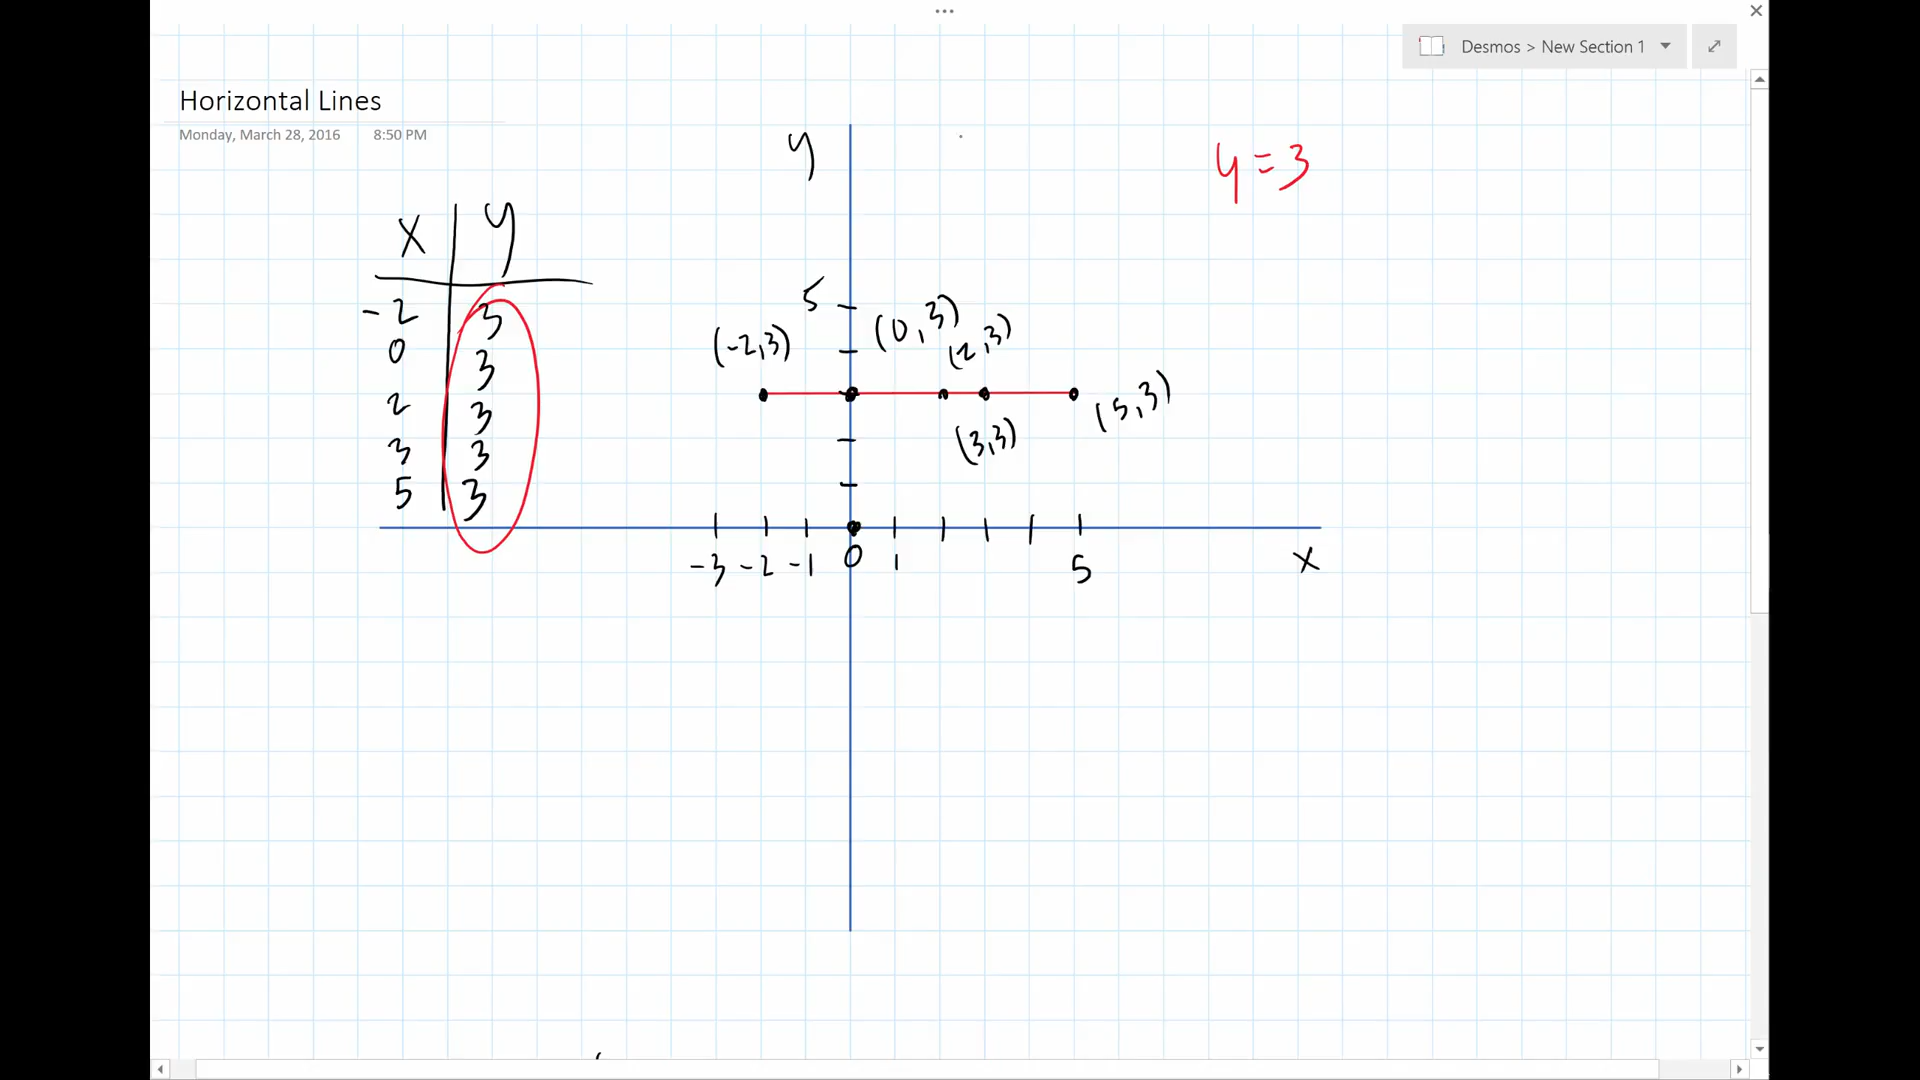 Desmos > New Section 1
Horizontal Lines
Monday, March 28, 2016 8:50 PM
y
y = 3
x y
-2 3
0 3
2 3
3 3
5 3
5
(-2,3)
(0,3)
(2,3)
(5,3)
(3,3)
-3 -2 -1 0 1 5
x